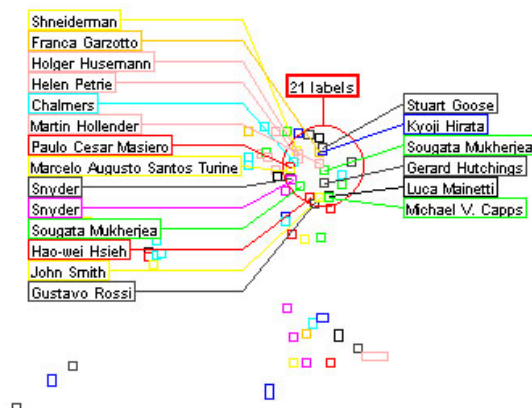 Shneiderman
Franca Garzotto
Holger Husemann
Helen Petrie
Chalmers
Martin Hollender
Paulo Cesar Masiero
Marcelo Augusto Santos Turine
Snyder
Snyder
Sougata Mukherjea
Hao-wei Hsieh
John Smith
Gustavo Rossi
21 labels
Stuart Goose
Kyoji Hirata
Sougata Mukherjea
Gerard Hutchings
Luca Mainetti
Michael V. Capps